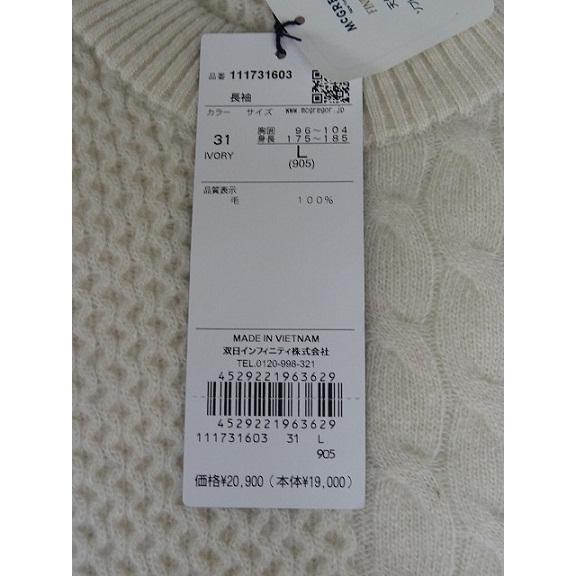 MCGRE
FINE
品番 111731603
長袖
カラー サイズ www.mcgregor.jp
31 胸囲 96～104
身長 175～185
IVORY L
(905)
品質表示
毛 100％
MADE IN VIETNAM
双日インフィニティ株式会社
TEL.0120-998-321
4529221963629
4529221963629
111731603 31 L
905
価格¥20,900（本体¥19,000）